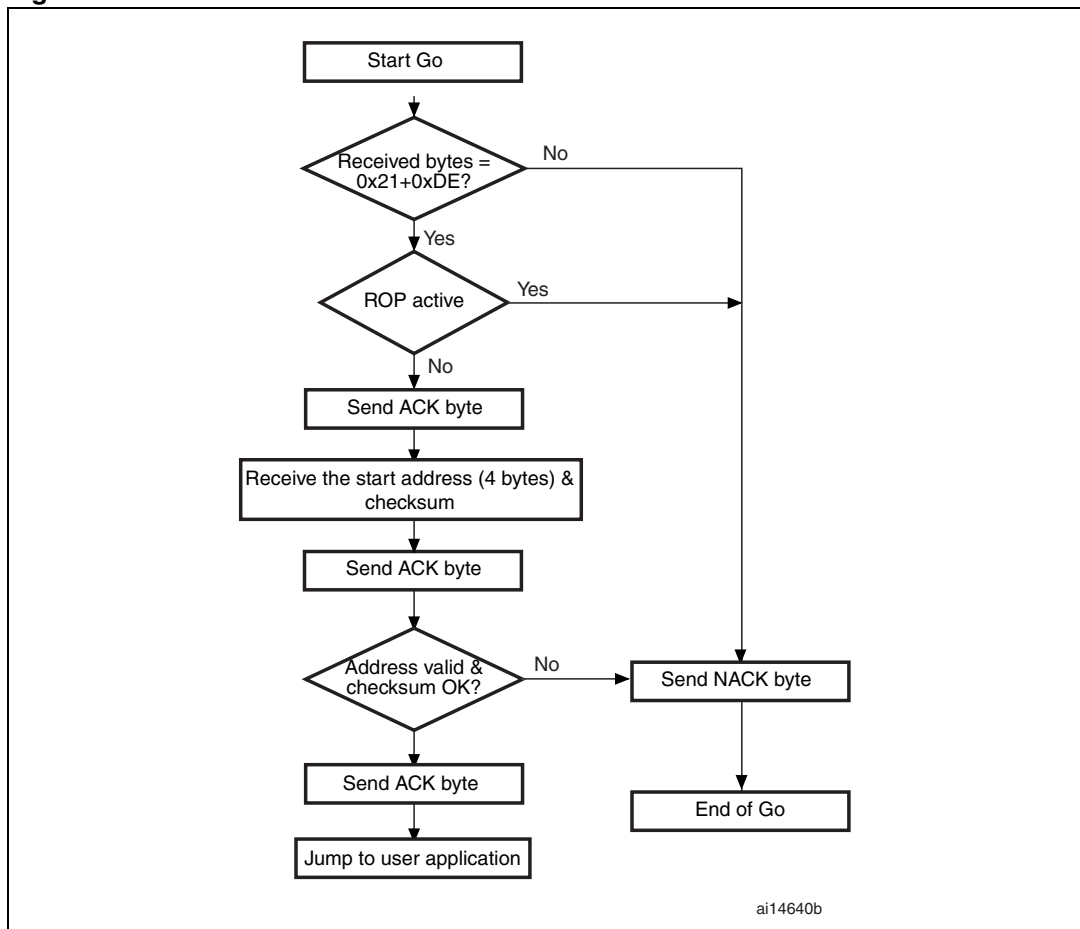 Start Go
Received bytes =
0x21+0xDE?
No
Yes
ROP active
Yes
No
Send ACK byte
Receive the start address (4 bytes) &
checksum
Send ACK byte
Address valid &
checksum OK?
No
Send NACK byte
Send ACK byte
End of Go
Jump to user application
ai14640b